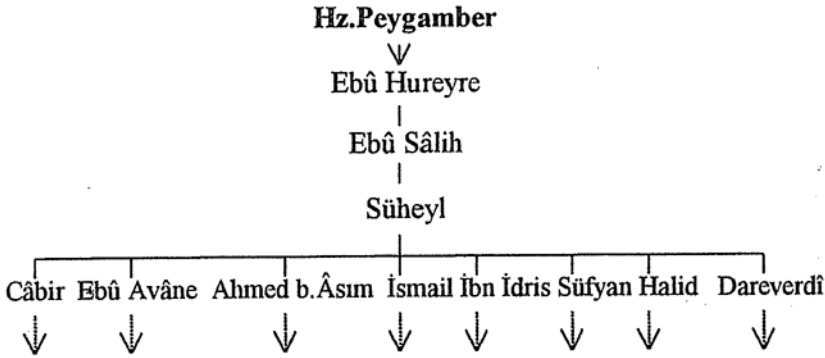 Hz.Peygamber
Ebû Hureyre
Ebû Sâlih
Süheyl
Câbir Ebû Avâne Ahmed b.Âsım İsmail İbn İdris Süfyan Halid Dareverdî